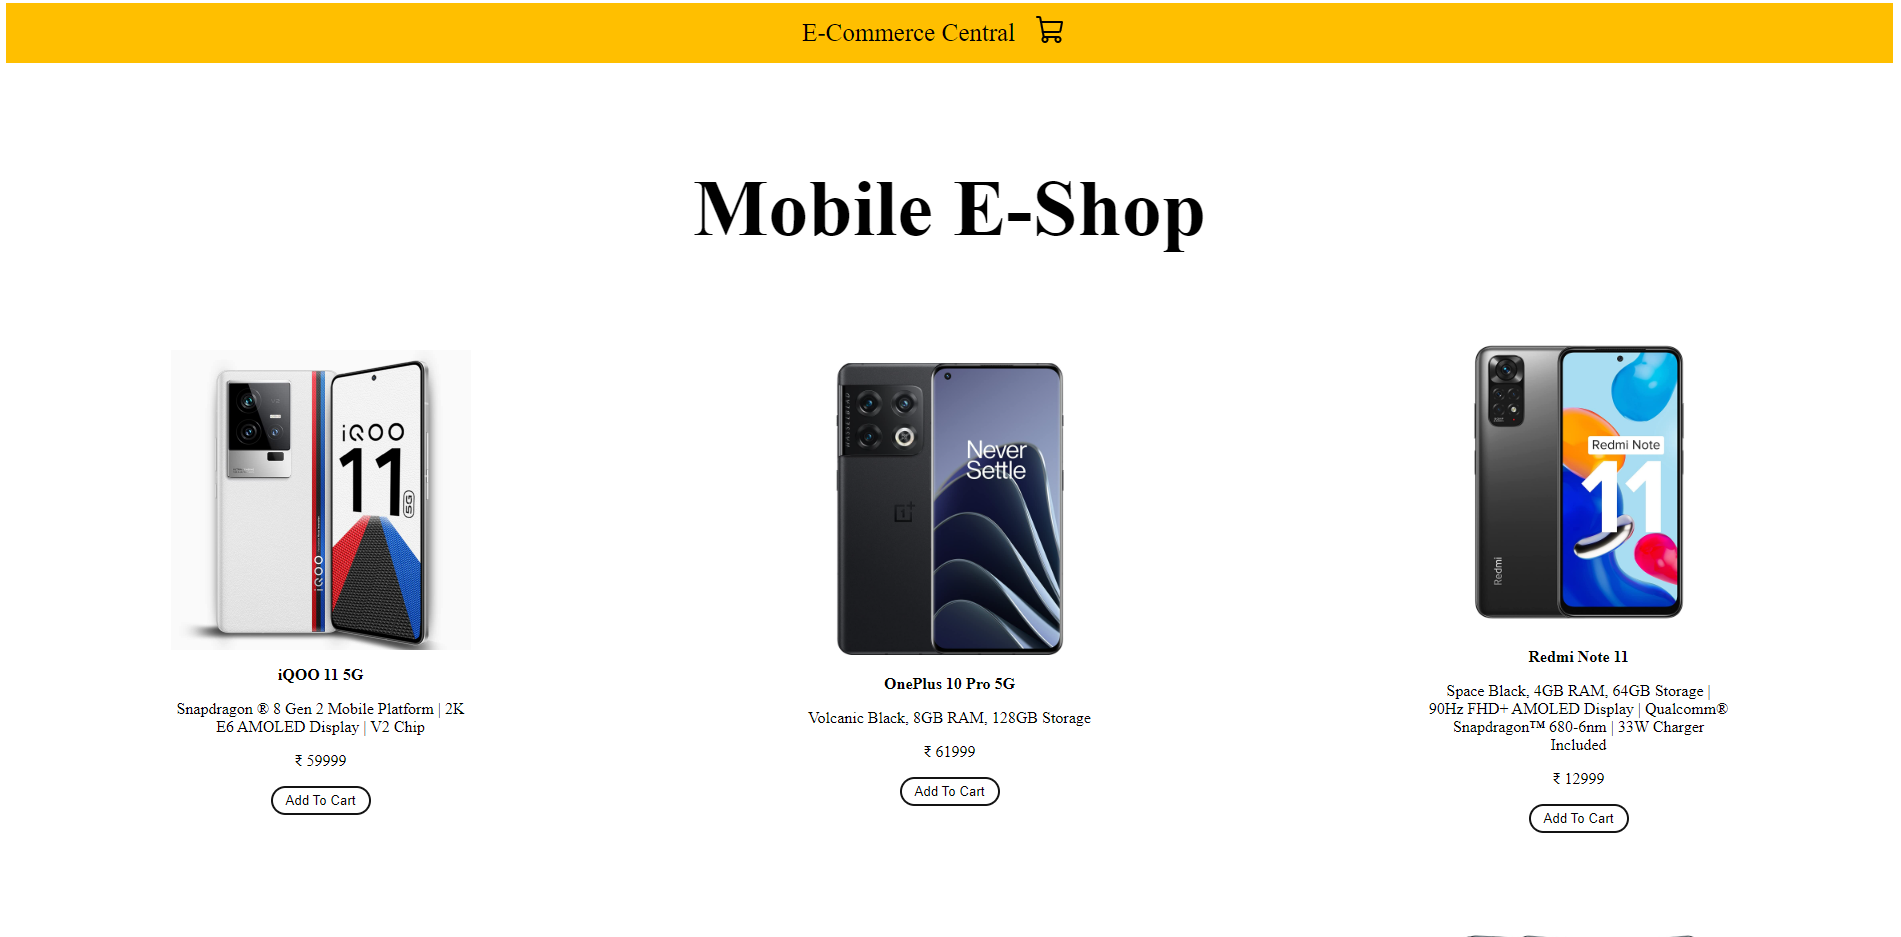 E-Commerce Central
Mobile E-Shop
iQOO
11
5G
iQOO
iQOO 11 5G
Snapdragon ® 8 Gen 2 Mobile Platform | 2K
E6 AMOLED Display | V2 Chip
₹ 59999
Add To Cart
HASSELBLAD
Never
Settle
OnePlus 10 Pro 5G
Volcanic Black, 8GB RAM, 128GB Storage
₹ 61999
Add To Cart
Redmi Note
11
Redmi
Redmi Note 11
Space Black, 4GB RAM, 64GB Storage |
90Hz FHD+ AMOLED Display | Qualcomm®
Snapdragon™ 680-6nm | 33W Charger
Included
₹ 12999
Add To Cart